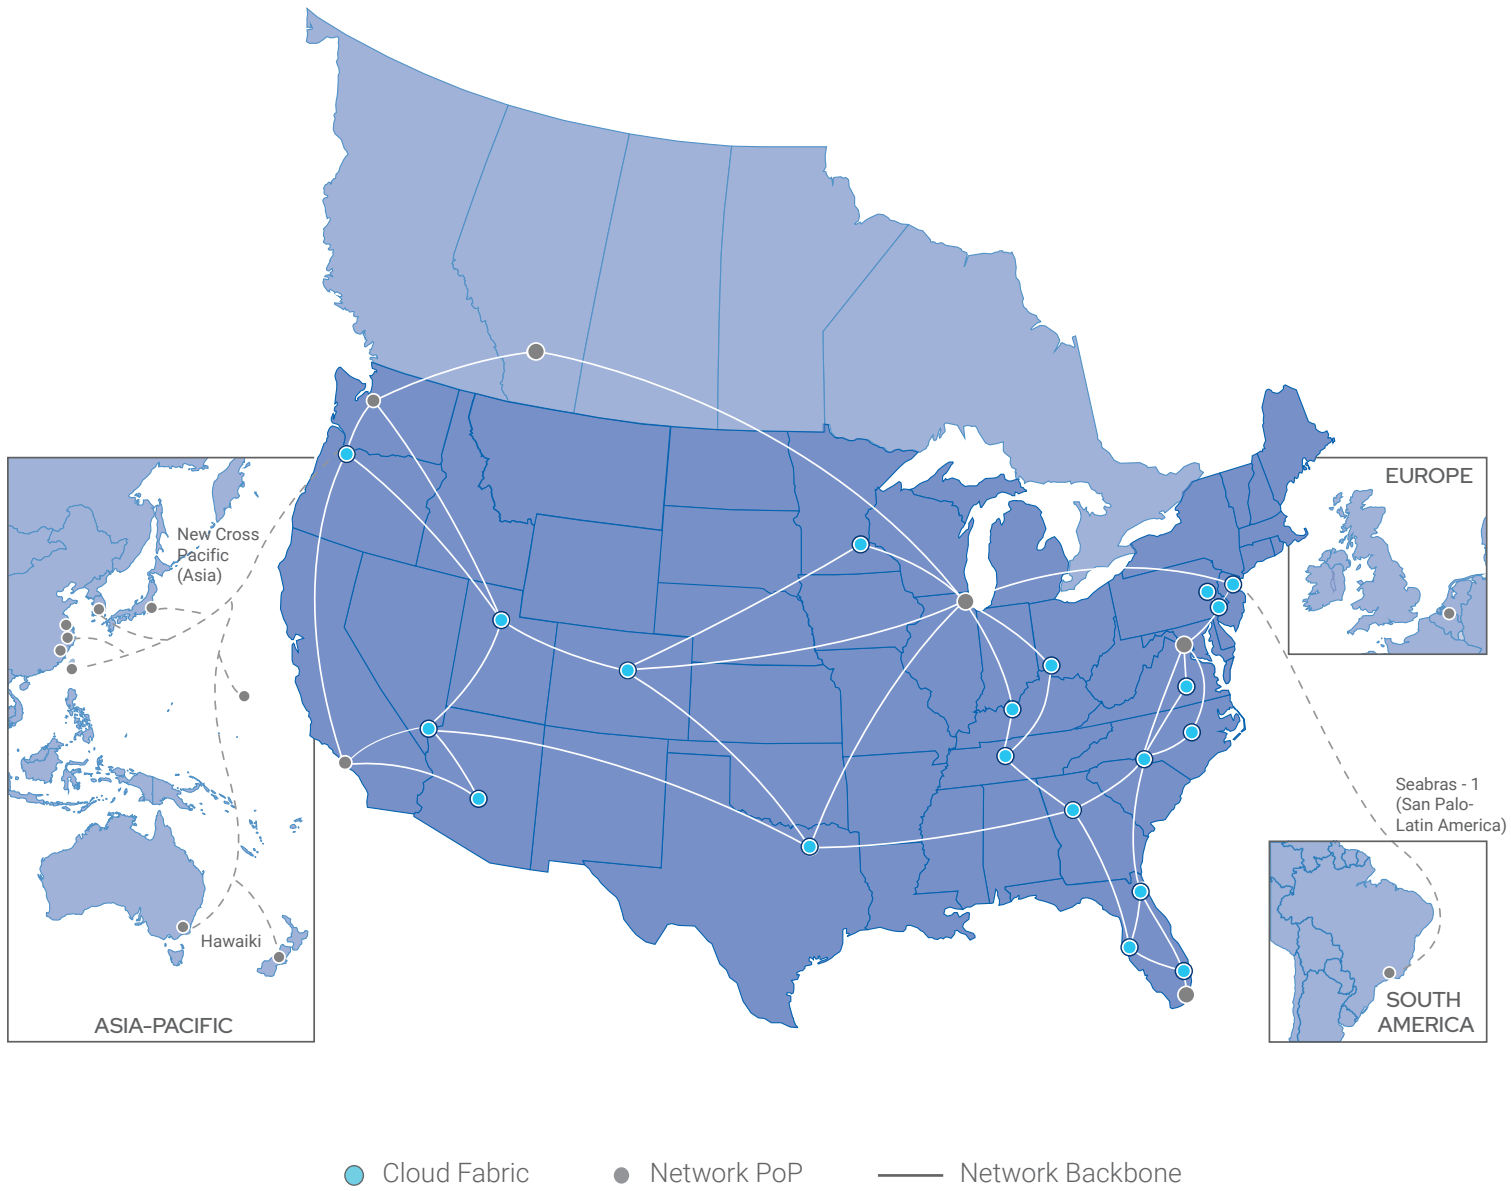 EUROPE
New Cross
Pacific
(Asia)
Seabras - 1
(San Palo-
Latin America)
Hawaiki
SOUTH
AMERICA
ASIA-PACIFIC
Cloud Fabric
Network PoP
Network Backbone